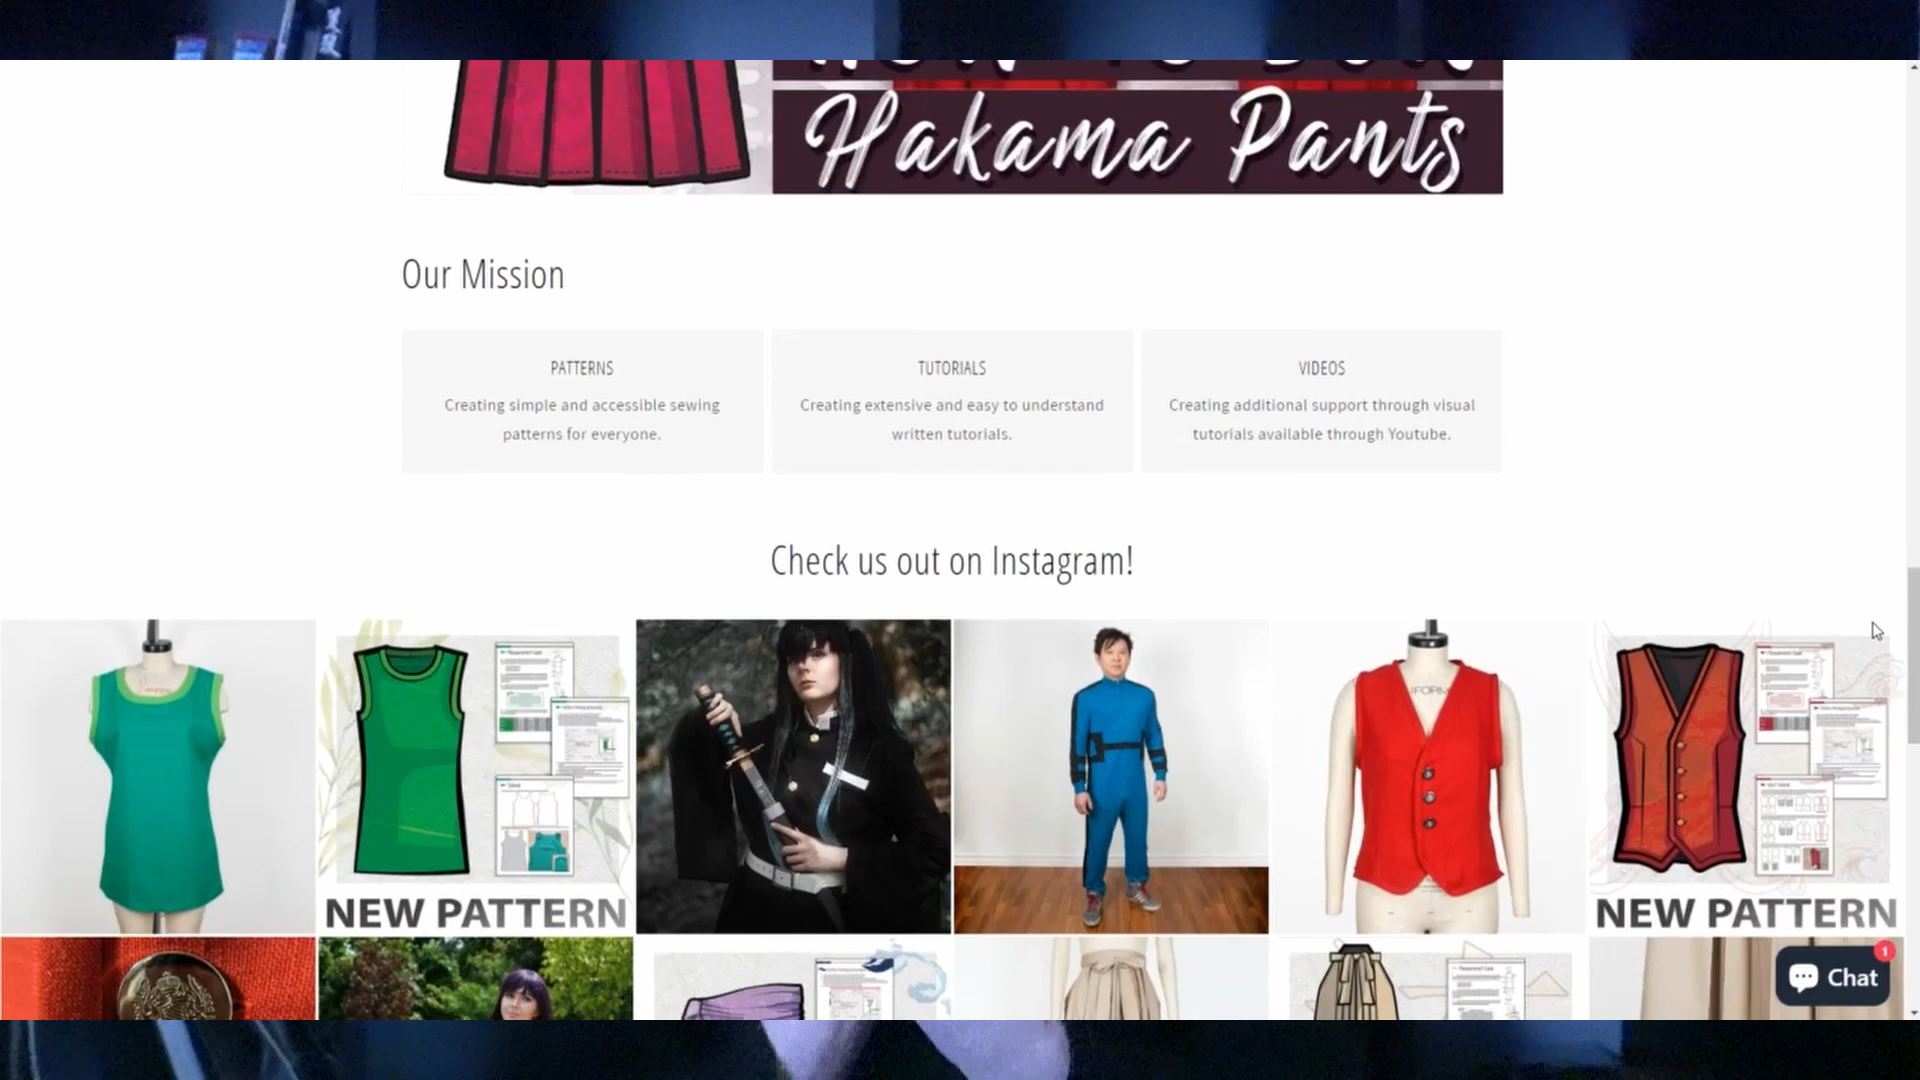 Hakama Pants
Our Mission
PATTERNS
Creating simple and accessible sewing
patterns for everyone.
TUTORIALS
Creating extensive and easy to understand
written tutorials.
VIDEOS
Creating additional support through visual
tutorials available through Youtube.
Check us out on Instagram!
NEW PATTERN
NEW PATTERN
1
Chat